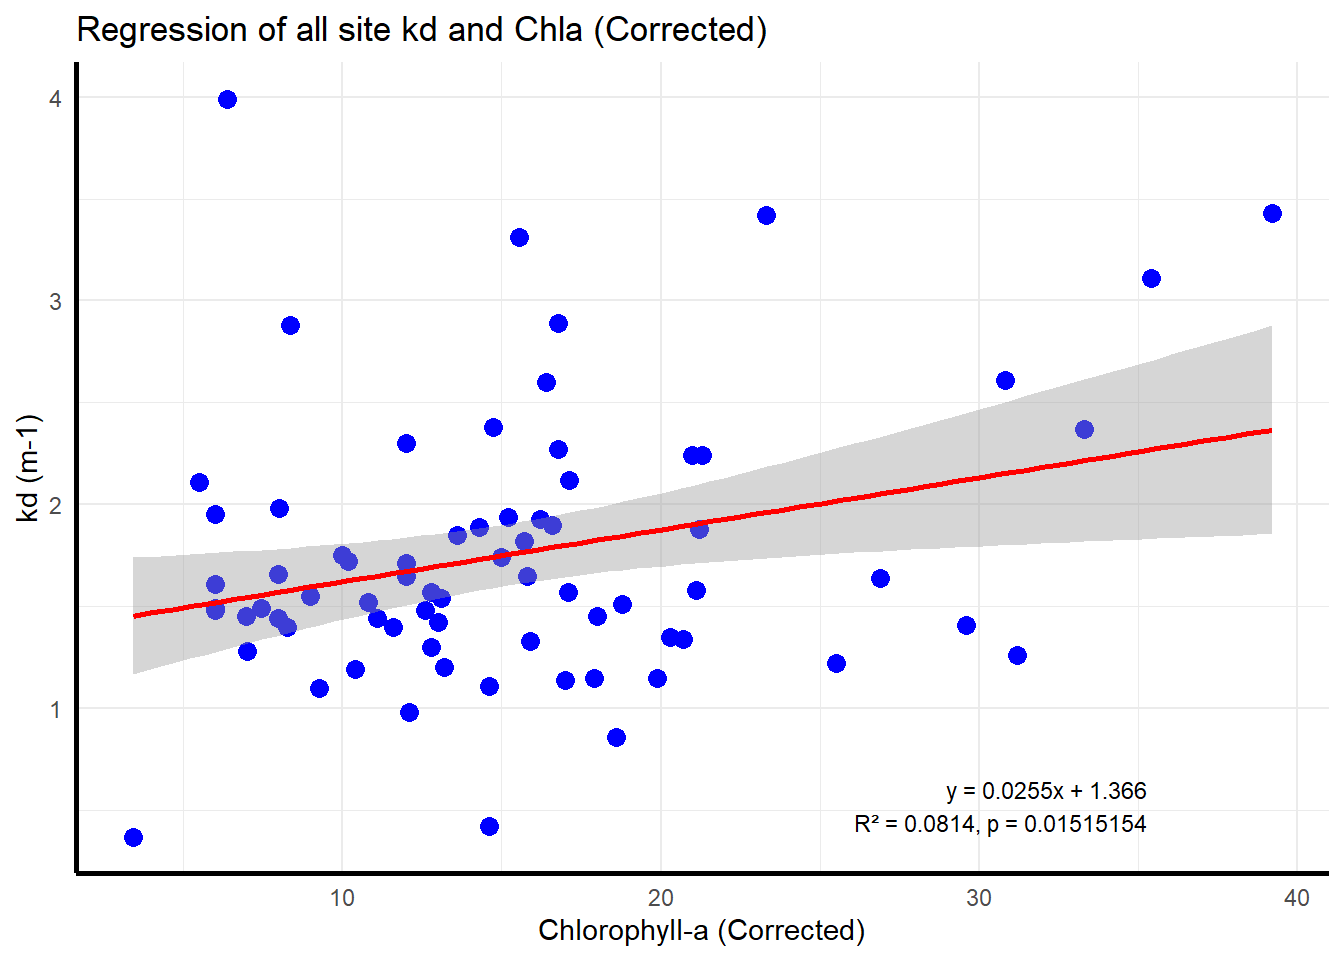 Regression of all site kd and Chla (Corrected)
4
3
2
1
kd (m-1)
y = 0.0255x + 1.366
R² = 0.0814, p = 0.01515154
10 20 30 40
Chlorophyll-a (Corrected)